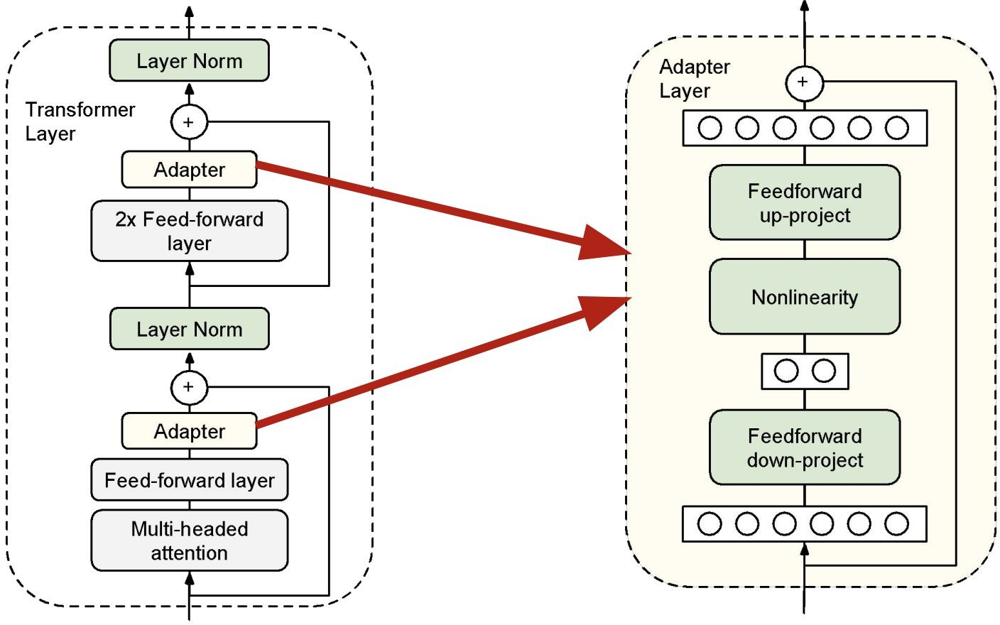 Layer Norm
Transformer
Layer
+
Adapter
2x Feed-forward
layer
Layer Norm
+
Adapter
Feed-forward layer
Multi-headed
attention
Adapter
Layer
+
Feedforward
up-project
Nonlinearity
Feedforward
down-project